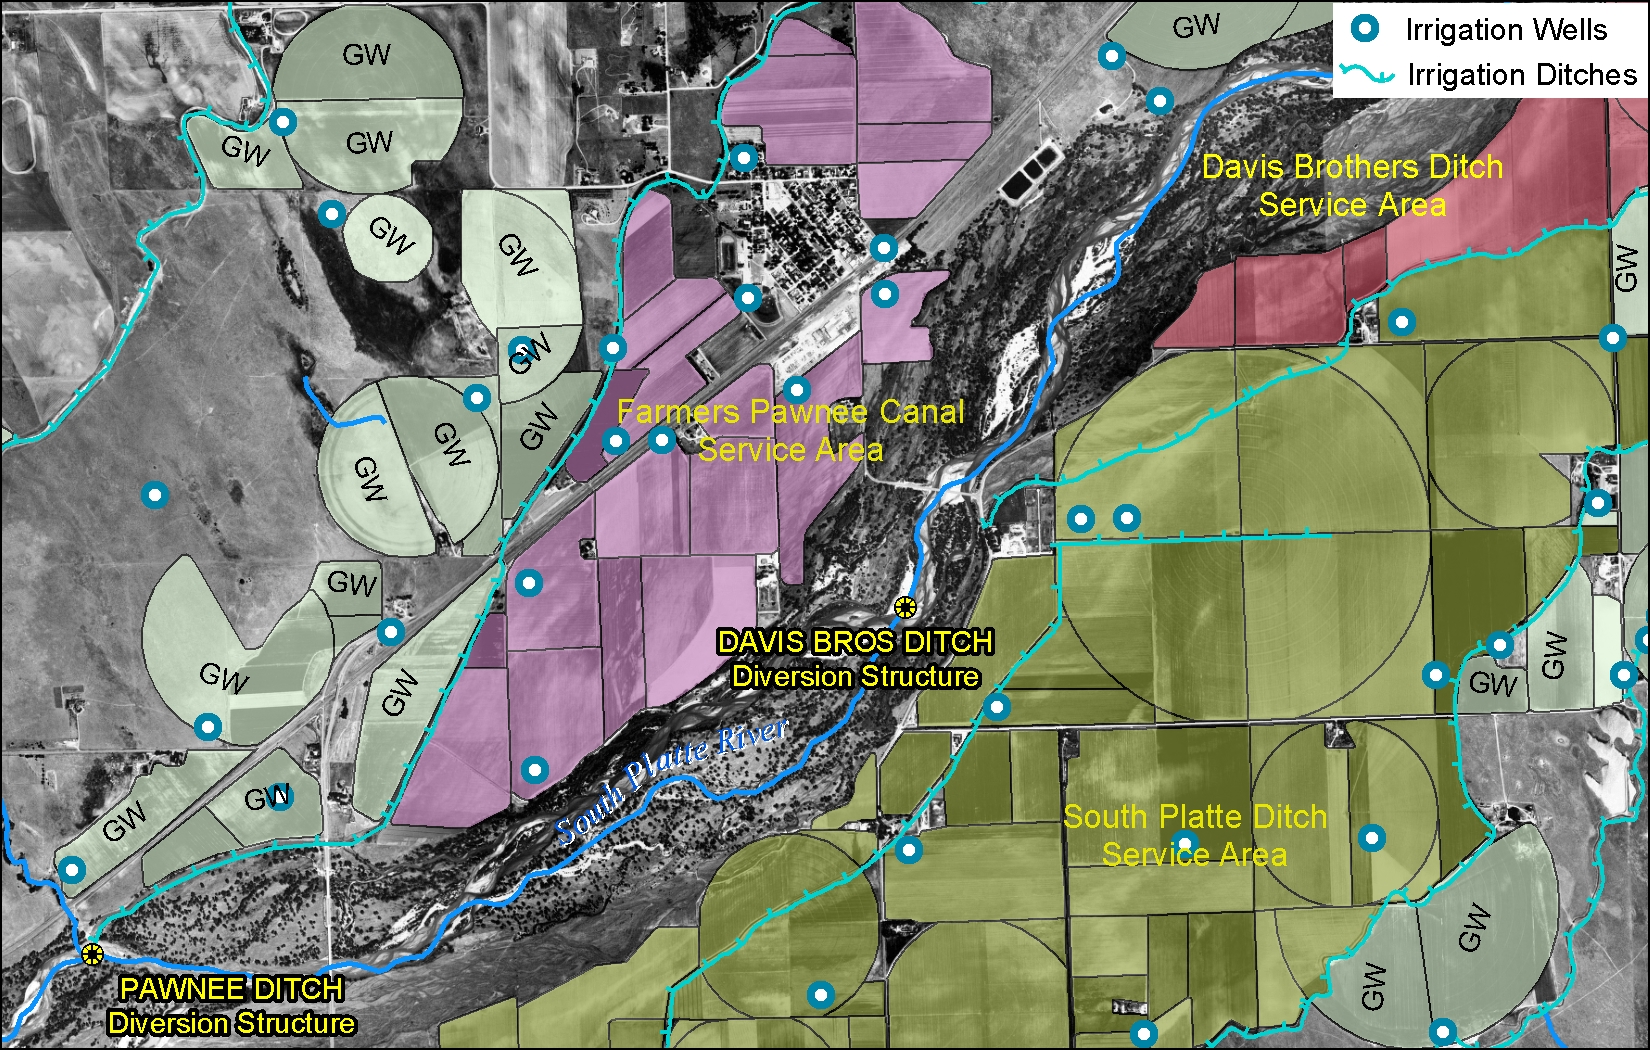 GW
Irrigation Wells
Irrigation Ditches
GW
GW
GW
Davis Brothers Ditch
Service Area
GW
GW
GW
GW
Farmers Pawnee Canal
Service Area
GW
GW
GW
GW
DAVIS BROS DITCH
Diversion Structure
GW
GW
GW
GW
South Platte River
GW
GW
South Platte Ditch
Service Area
GW
GW
PAWNEE DITCH
Diversion Structure